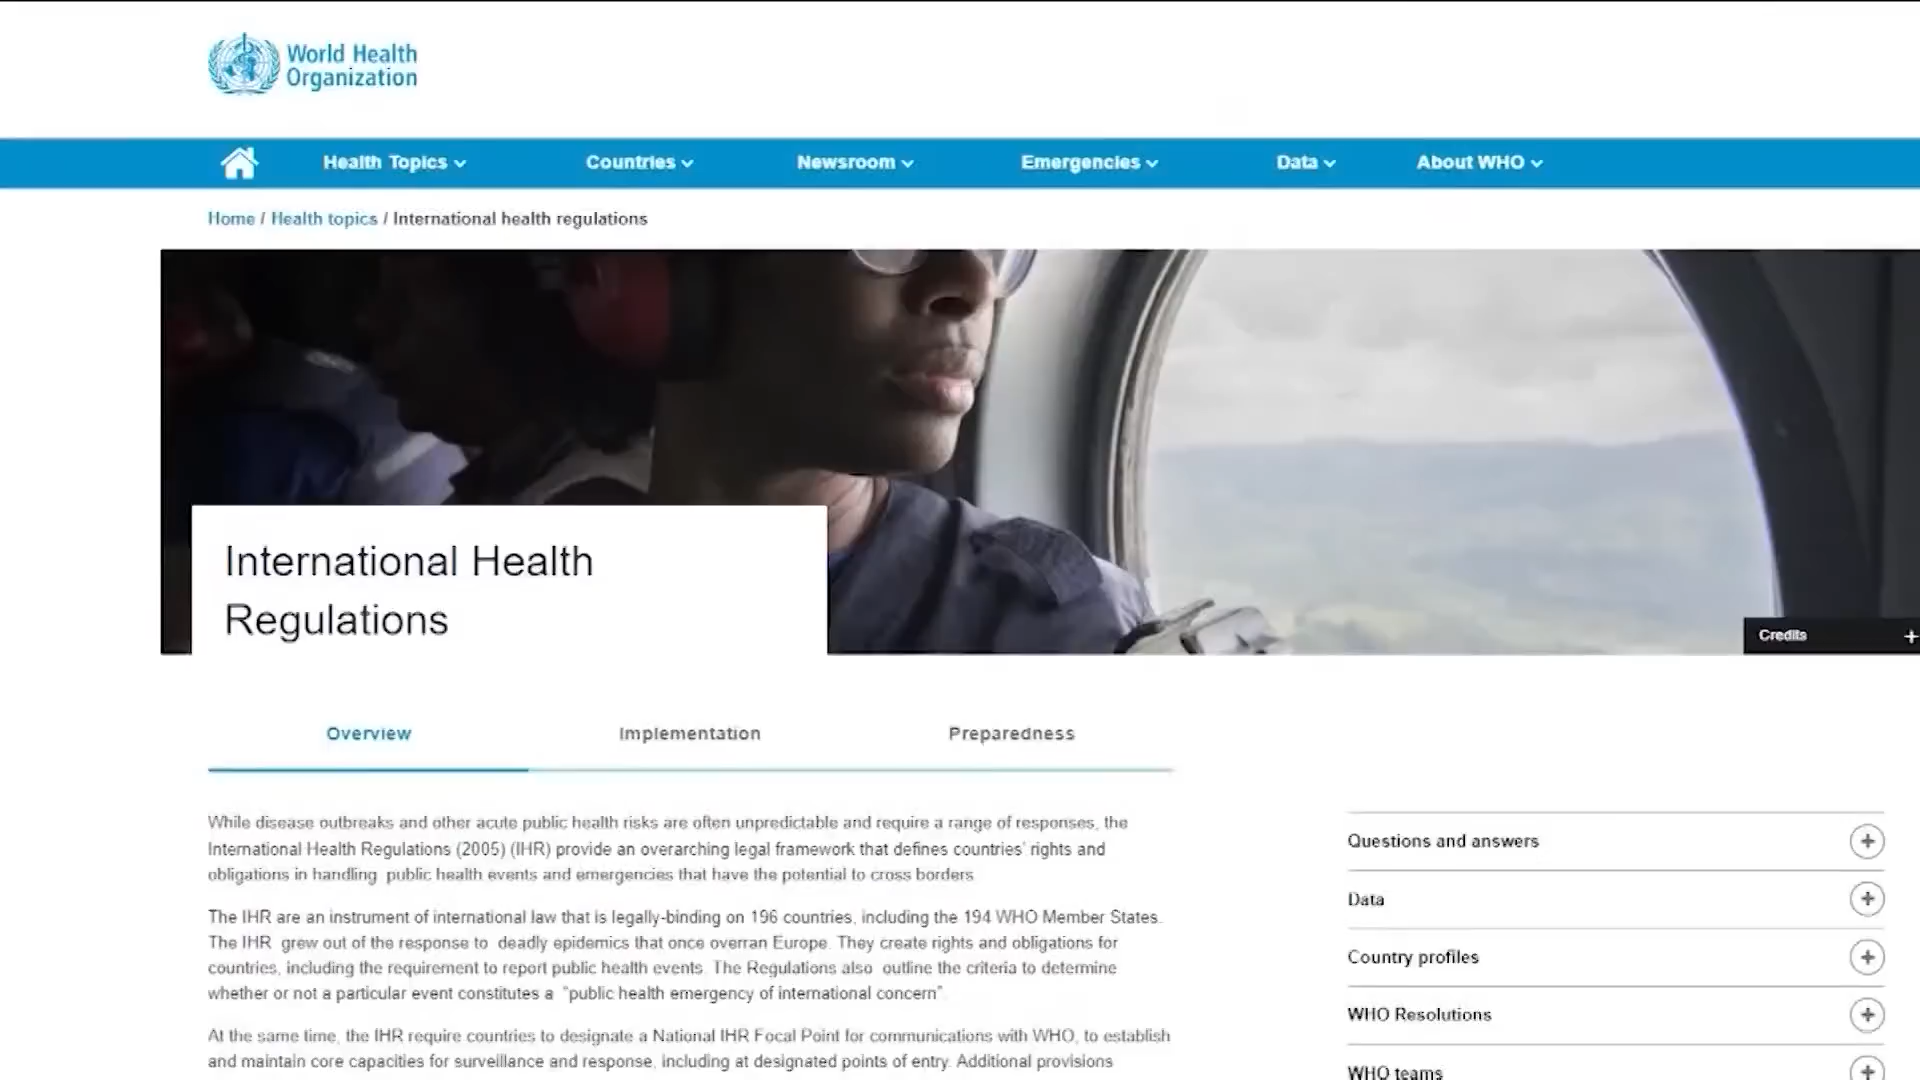 World Health
Organization
Health Topics
Countries
Newsroom
Emergencies
Data
About WHO
Home / Health topics / International health regulations
International Health
Regulations
Credits
Overview
Implementation
Preparedness
While disease outbreaks and other acute public health risks are often unpredictable and require a range of responses, the
International Health Regulations (2005) (IHR) provide an overarching legal framework that defines countries' rights and
obligations in handling public health events and emergencies that have the potential to cross borders
The IHR are an instrument of international law that is legally-binding on 196 countries, including the 194 WHO Member States.
The IHR grew out of the response to deadly epidemics that once overran Europe. They create rights and obligations for
countries, including the requirement to report public health events. The Regulations also outline the criteria to determine
whether or not a particular event constitutes a “public health emergency of international concern”.
At the same time, the IHR require countries to designate a National IHR Focal Point for communications with WHO, to establish
and maintain core capacities for surveillance and response, including at designated points of entry. Additional provisions
Questions and answers
Data
Country profiles
WHO Resolutions
WHO teams